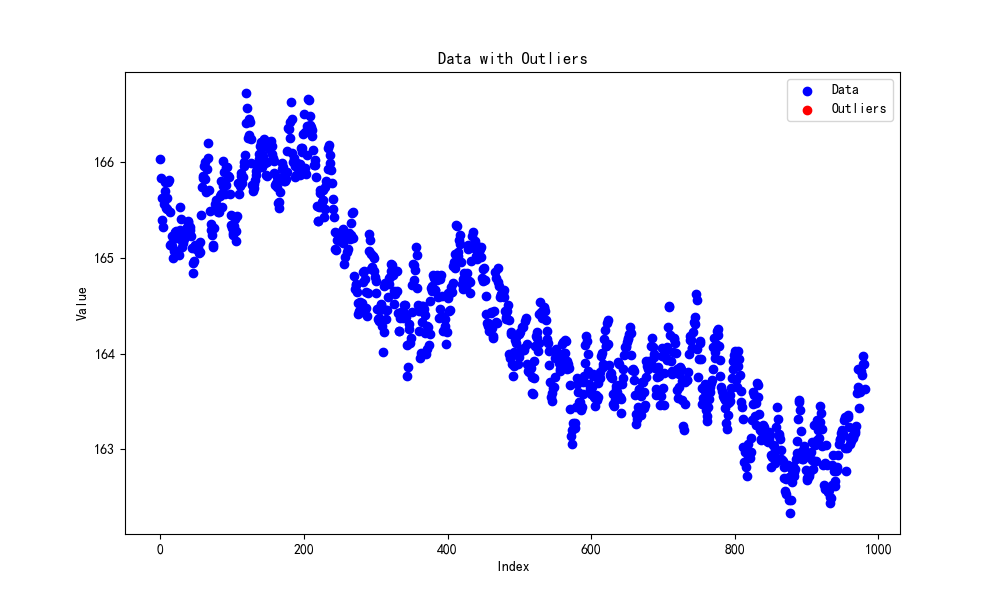 Data with Outliers
Data
Outliers
166
165
164
163
Value
0 200 400 600 800 1000
Index